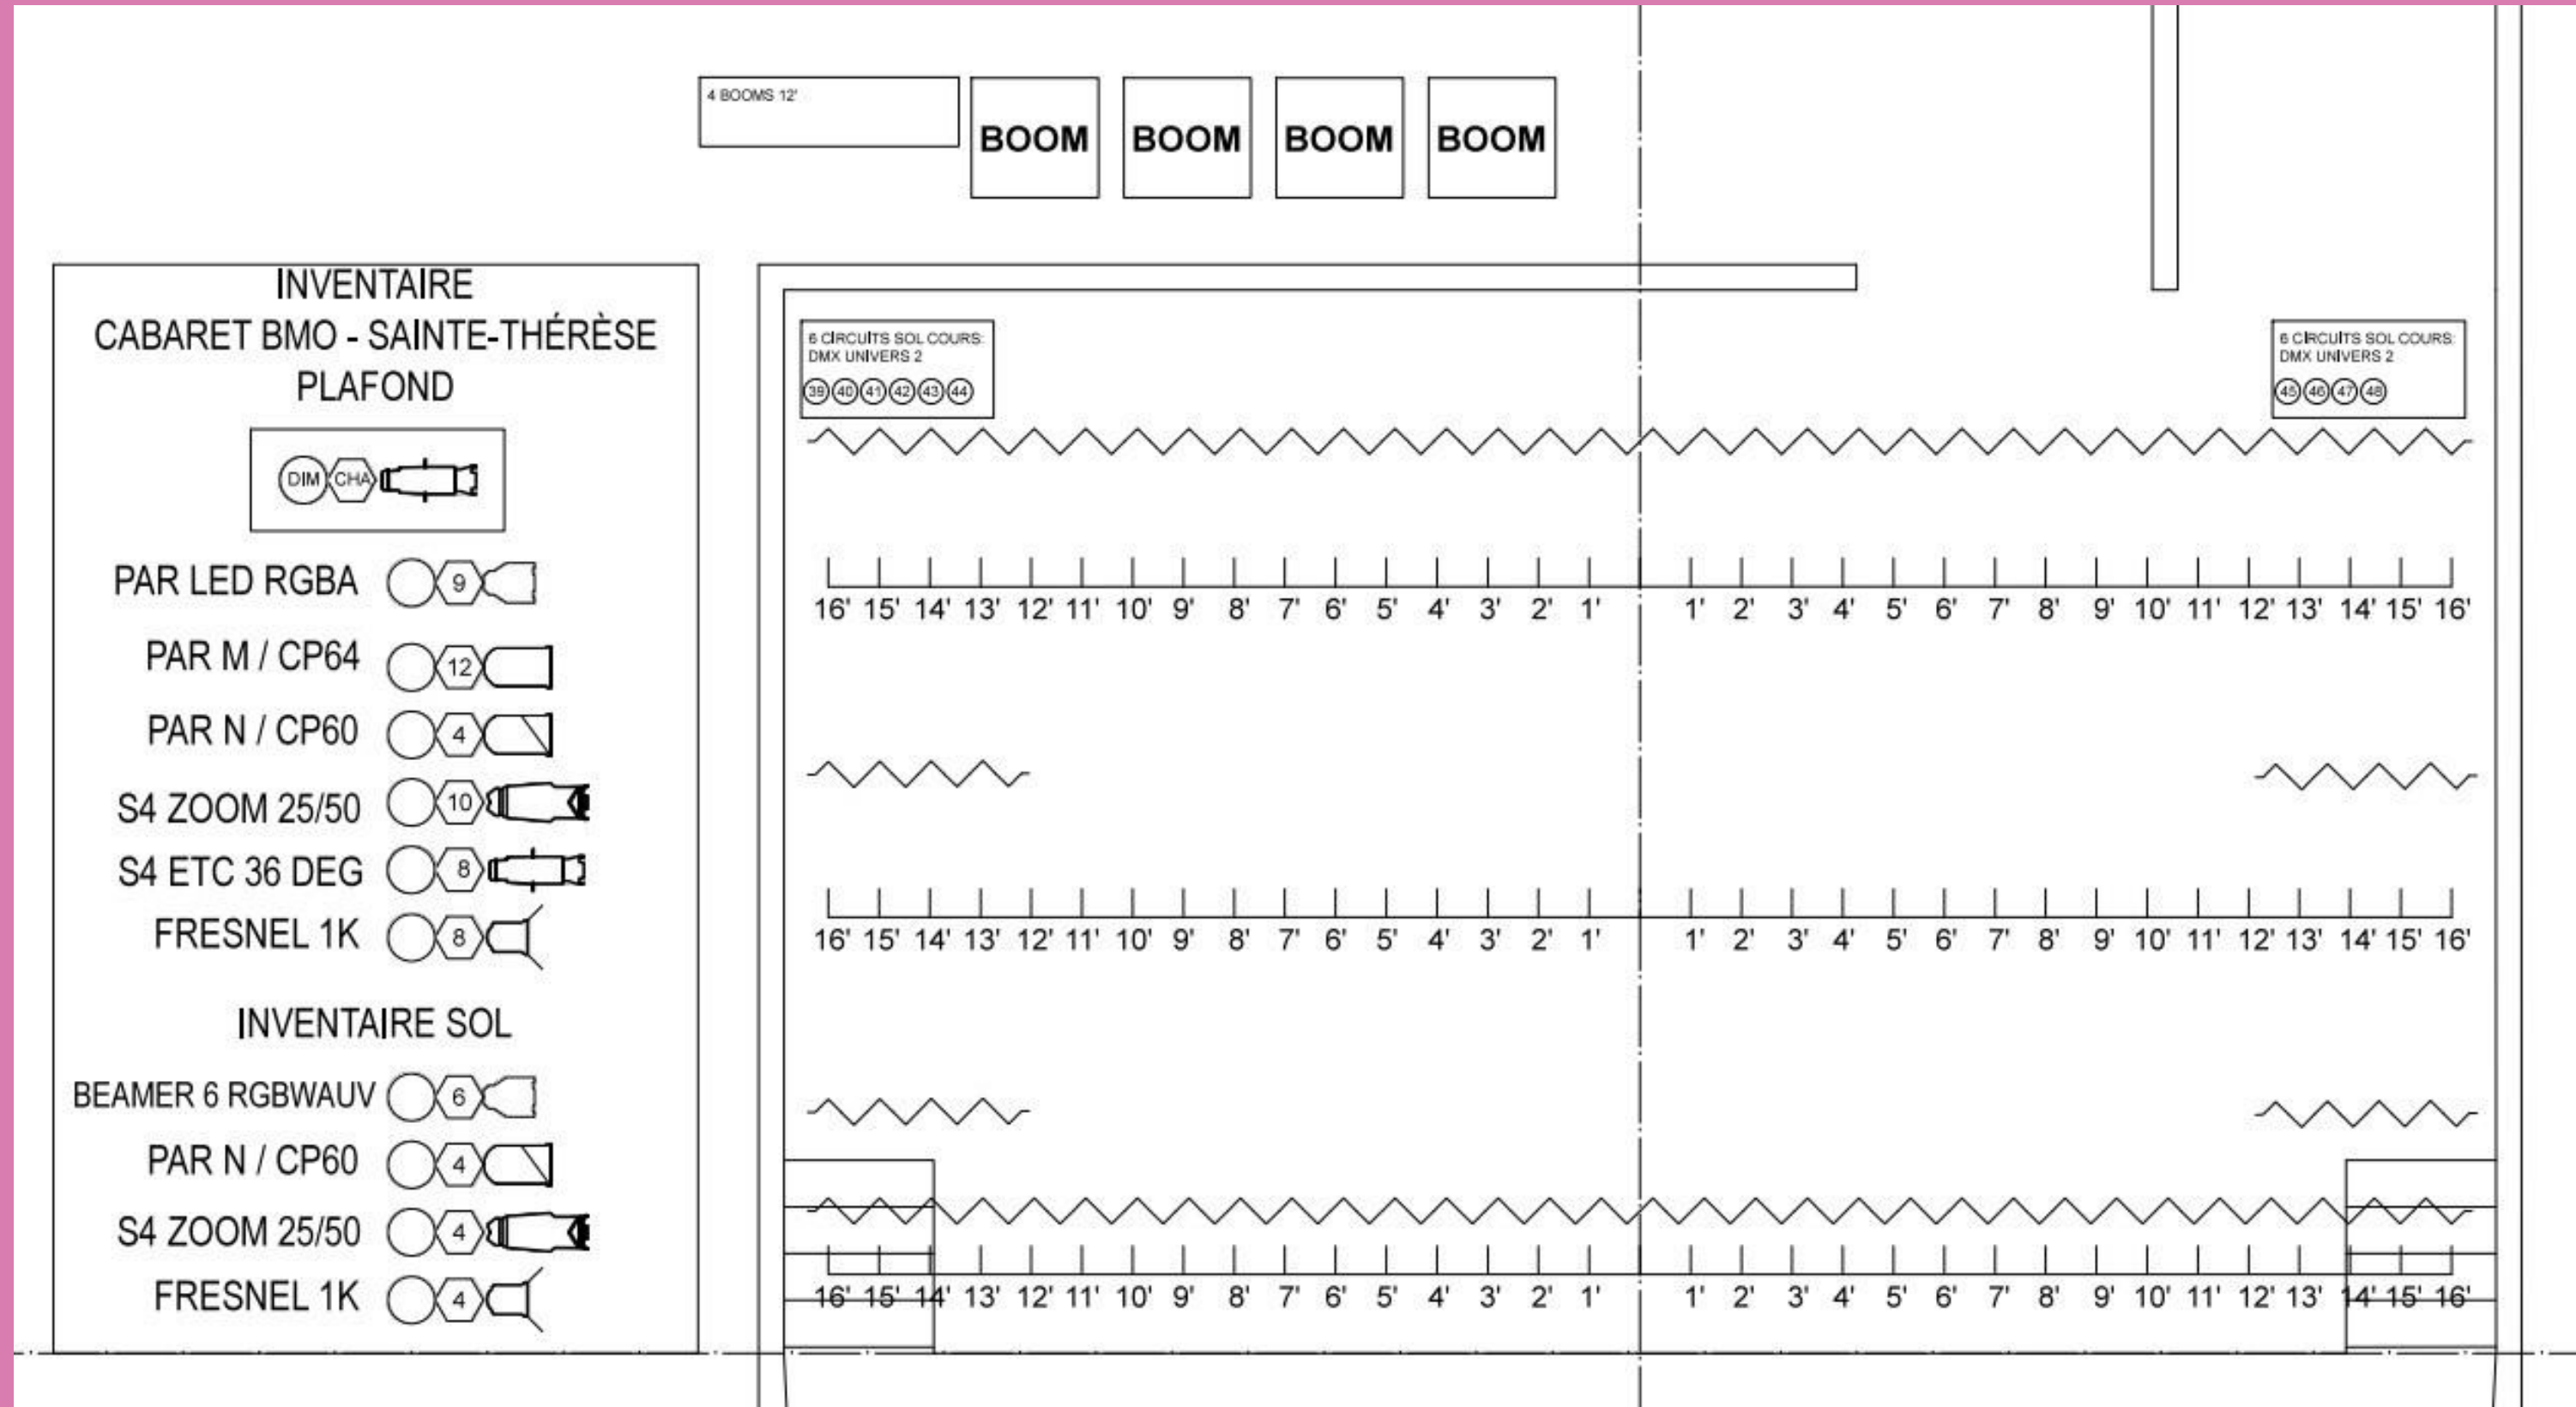 4 BOOMS 12'
BOOM BOOM BOOM BOOM
INVENTAIRE
CABARET BMO - SAINTE-THÉRÈSE
PLAFOND
DIM CHA
PAR LED RGBA 9
PAR M / CP64 12
PAR N / CP60 4
S4 ZOOM 25/50 10
S4 ETC 36 DEG 8
FRESNEL 1K 8
INVENTAIRE SOL
BEAMER 6 RGBWAUV 6
PAR N / CP60 4
S4 ZOOM 25/50 4
FRESNEL 1K 4
6 CIRCUITS SOL COURS:
DMX UNIVERS 2
39 40 41 42 43 44
6 CIRCUITS SOL COURS:
DMX UNIVERS 2
45 46 47 48
16' 15' 14' 13' 12' 11' 10' 9' 8' 7' 6' 5' 4' 3' 2' 1' 1' 2' 3' 4' 5' 6' 7' 8' 9' 10' 11' 12' 13' 14' 15' 16'
16' 15' 14' 13' 12' 11' 10' 9' 8' 7' 6' 5' 4' 3' 2' 1' 1' 2' 3' 4' 5' 6' 7' 8' 9' 10' 11' 12' 13' 14' 15' 16'
16' 15' 14' 13' 12' 11' 10' 9' 8' 7' 6' 5' 4' 3' 2' 1' 1' 2' 3' 4' 5' 6' 7' 8' 9' 10' 11' 12' 13' 14' 15' 16'